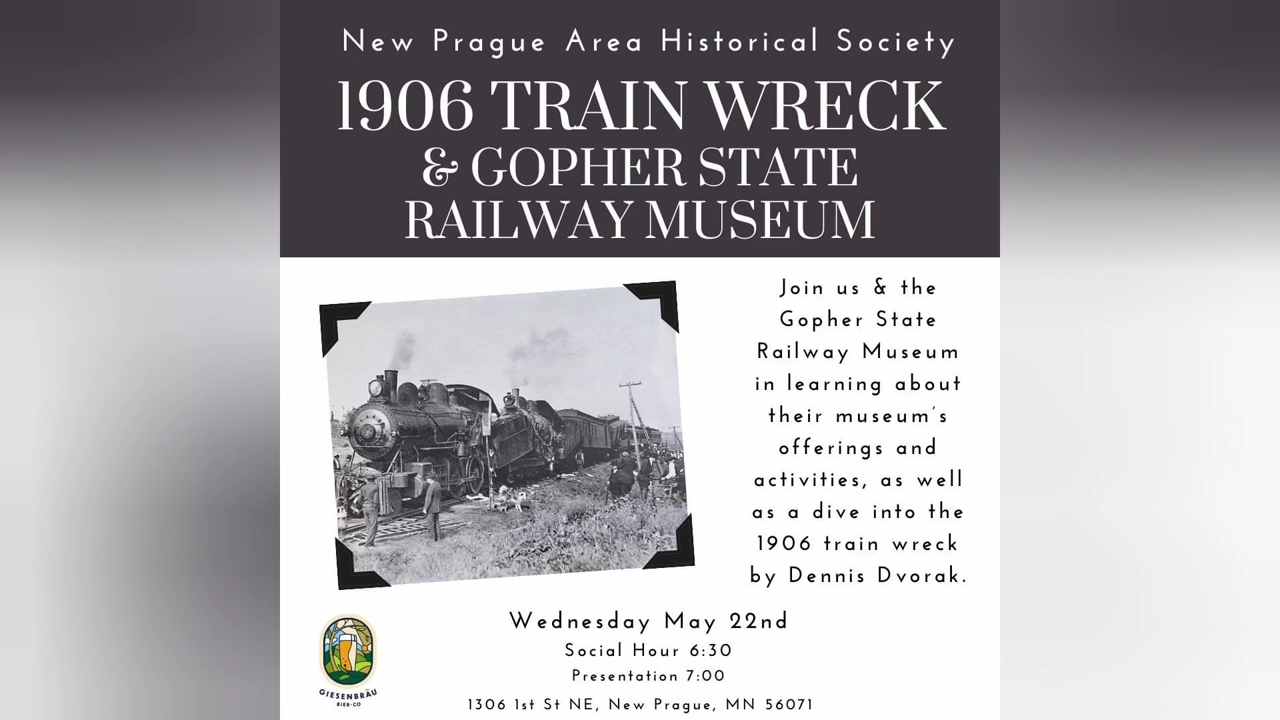 New Prague Area Historical Society
1906 TRAIN WRECK
& GOPHER STATE
RAILWAY MUSEUM
Join us & the
Gopher State
Railway Museum
in learning about
their museum's
offerings and
activities, as well
as a dive into the
1906 train wreck
by Dennis Dvorak.
Wednesday May 22nd
Social Hour 6:30
Presentation 7:00
1306 1st St NE, New Prague, MN 56071
GIESENBRÄU
BIER·CO